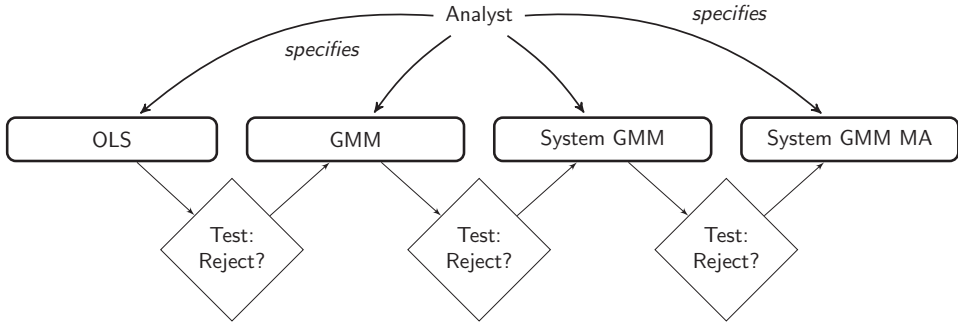 Analyst
specifies
specifies
OLS
GMM
System GMM
System GMM MA
Test:
Reject?
Test:
Reject?
Test:
Reject?